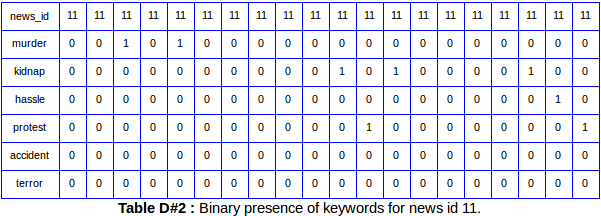 news_id 11 11 11 11 11 11 11 11 11 11 11 11 11 11 11 11 11 11 11 11
murder 0 0 1 0 1 0 0 0 0 0 0 0 0 0 0 0 0 0 0 0
kidnap 0 0 0 0 0 0 0 0 0 0 1 0 1 0 0 0 0 1 0 0
hassle 0 0 0 0 0 0 0 0 0 0 0 0 0 0 0 0 0 0 1 0
protest 0 0 0 0 0 0 0 0 0 0 0 1 0 0 0 0 0 0 0 1
accident 0 0 0 0 0 0 0 0 0 0 0 0 0 0 0 0 0 0 0 0
terror 0 0 0 0 0 0 0 0 0 0 0 0 0 0 0 0 0 0 0 0
Table D#2 : Binary presence of keywords for news id 11.